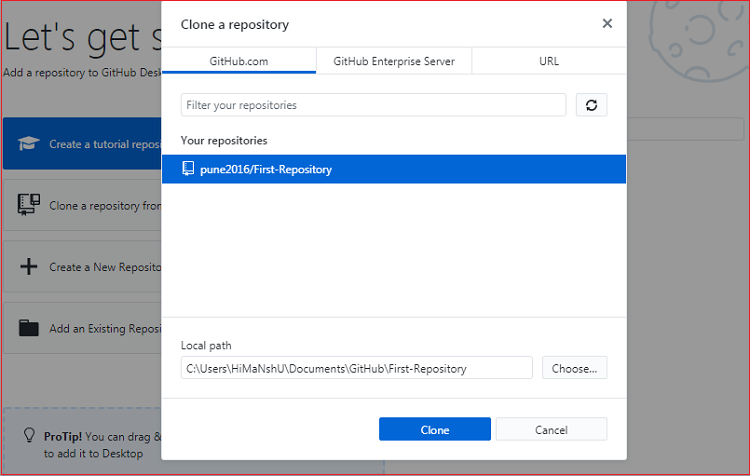 Let's get s
Add a repository to GitHub Desk
Create a tutorial reposi
Clone a repository from
Create a New Reposito
Add an Existing Reposi
ProTip! You can drag &
to add it to Desktop
Clone a repository
GitHub.com
GitHub Enterprise Server
URL
Filter your repositories
Your repositories
pune2016/First-Repository
Local path
C:\Users\HiMaNshU\Documents\GitHub\First-Repository
Choose...
Clone
Cancel